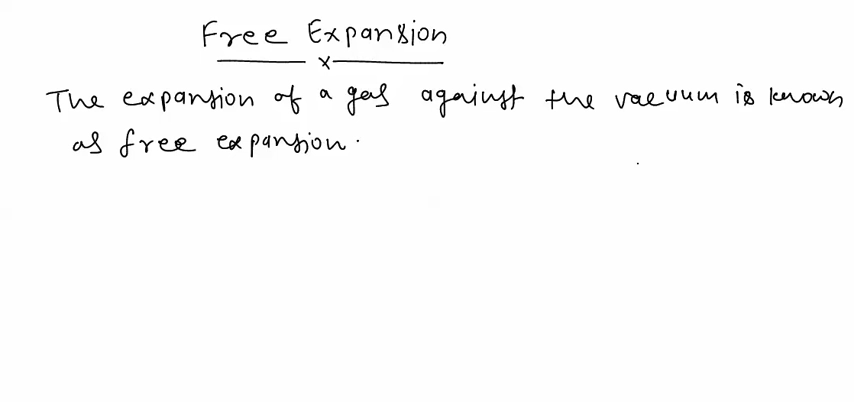 Free Expansion
The expansion of a gas against the vacuum is known
as free expansion.